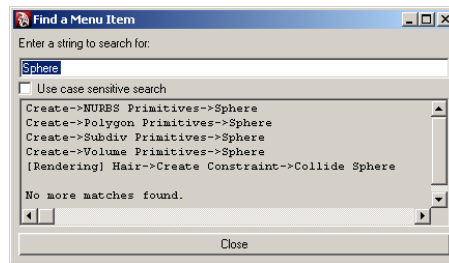 Find a Menu Item
Enter a string to search for:
Sphere
Use case sensitive search
Create->NURBS Primitives->Sphere
Create->Polygon Primitives->Sphere
Create->Subdiv Primitives->Sphere
Create->Volume Primitives->Sphere
[Rendering] Hair->Create Constraint->Collide Sphere
No more matches found.
Close